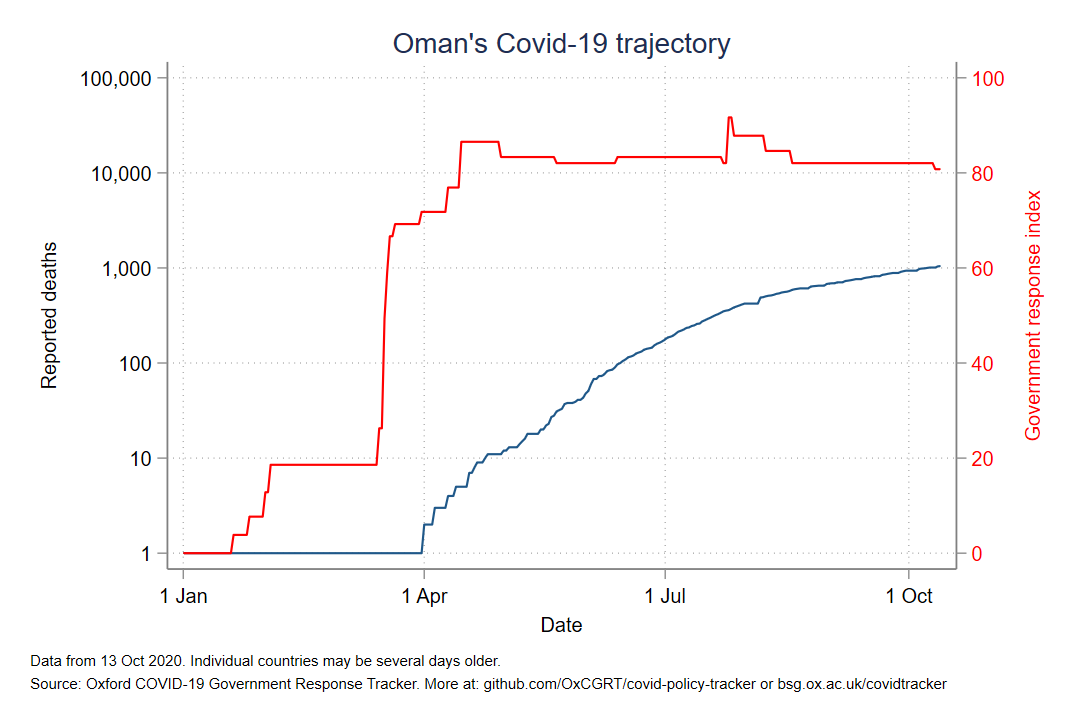 Oman's Covid-19 trajectory
100,000
10,000
1,000
100
10
1
Reported deaths
100
80
60
40
20
0
Government response index
1 Jan
1 Apr
1 Jul
1 Oct
Date
Data from 13 Oct 2020. Individual countries may be several days older.
Source: Oxford COVID-19 Government Response Tracker. More at: github.com/OxCGRT/covid-policy-tracker or bsg.ox.ac.uk/covidtracker